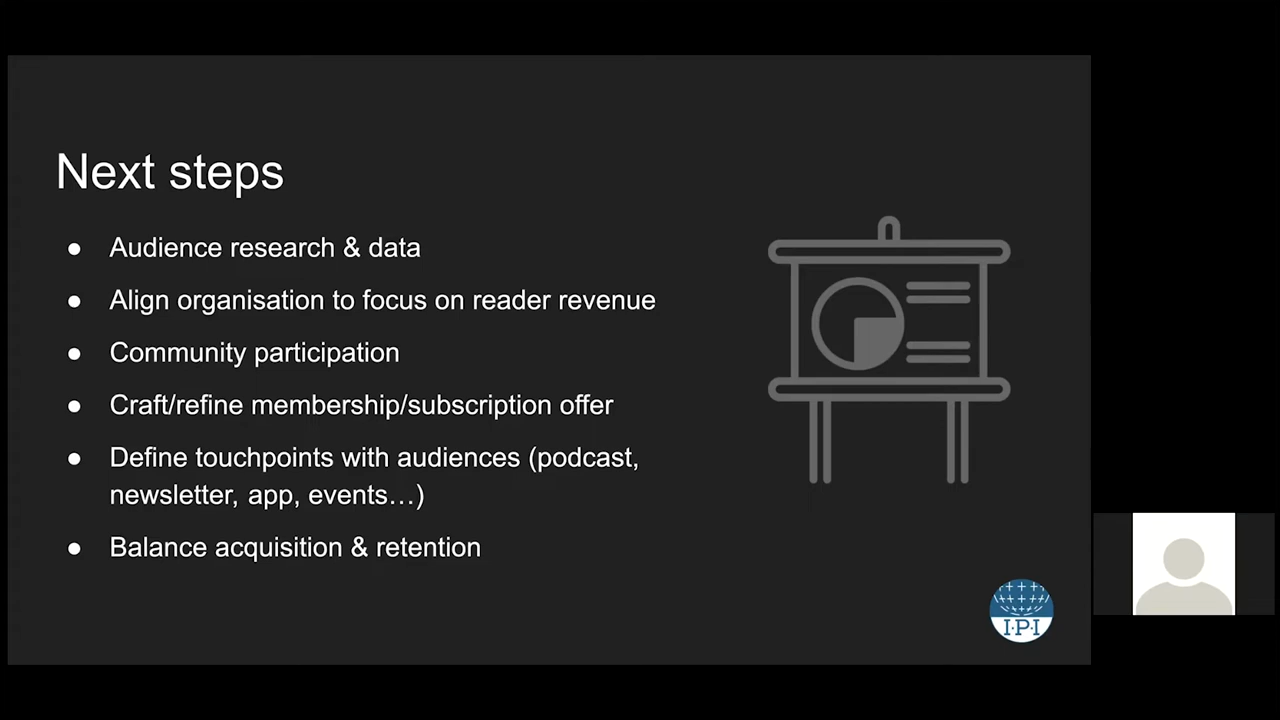 Next steps
● Audience research & data
● Align organisation to focus on reader revenue
● Community participation
● Craft/refine membership/subscription offer
● Define touchpoints with audiences (podcast,
newsletter, app, events…)
● Balance acquisition & retention
I·P·I